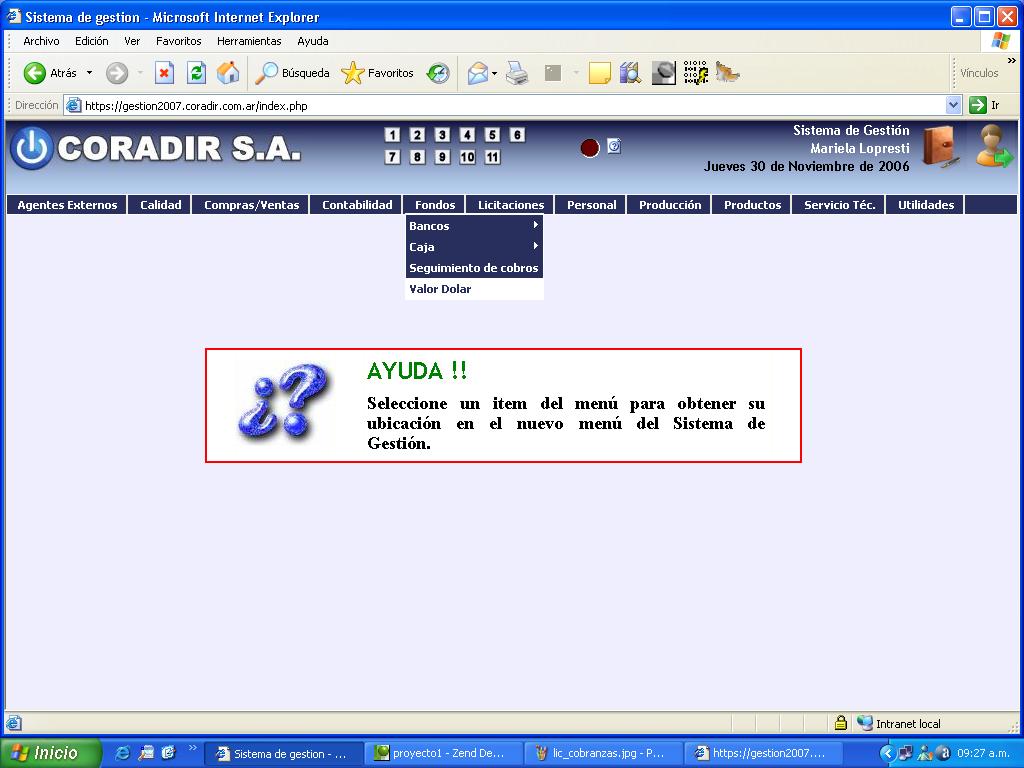 Sistema de gestion - Microsoft Internet Explorer
Archivo Edición Ver Favoritos Herramientas Ayuda
Atrás Búsqueda Favoritos Vínculos »
Dirección https://gestion2007.coradir.com.ar/index.php Ir
CORADIR S.A.
1 2 3 4 5 6
7 8 9 10 11
Sistema de Gestión
Mariela Lopresti
Jueves 30 de Noviembre de 2006
Agentes Externos Calidad Compras/Ventas Contabilidad Fondos Licitaciones Personal Producción Productos Servicio Téc. Utilidades
Bancos
Caja
Seguimiento de cobros
Valor Dolar
¿?
AYUDA !!
Seleccione un item del menú para obtener su
ubicación en el nuevo menú del Sistema de
Gestión.
Intranet local
Inicio » Sistema de gestion - ... proyecto1 - Zend De... lic_cobranzas.jpg - P... https://gestion2007.... 09:27 a.m.